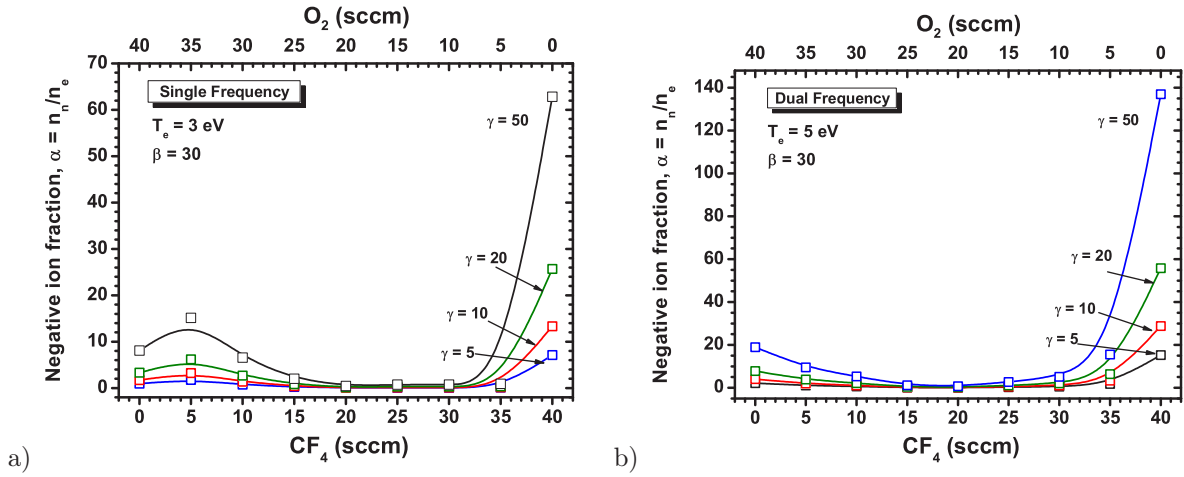 O₂ (sccm)
40 35 30 25 20 15 10 5 0
70
60
50
40
30
20
10
0
Negative ion fraction, α = nₙ/nₑ
Single Frequency
Tₑ = 3 eV
β = 30
γ = 50
γ = 20
γ = 10
γ = 5
0 5 10 15 20 25 30 35 40
CF₄ (sccm)
a)
O₂ (sccm)
40 35 30 25 20 15 10 5 0
140
120
100
80
60
40
20
0
Negative ion fraction, α = nₙ/nₑ
Dual Frequency
Tₑ = 5 eV
β = 30
γ = 50
γ = 20
γ = 10
γ = 5
0 5 10 15 20 25 30 35 40
CF₄ (sccm)
b)